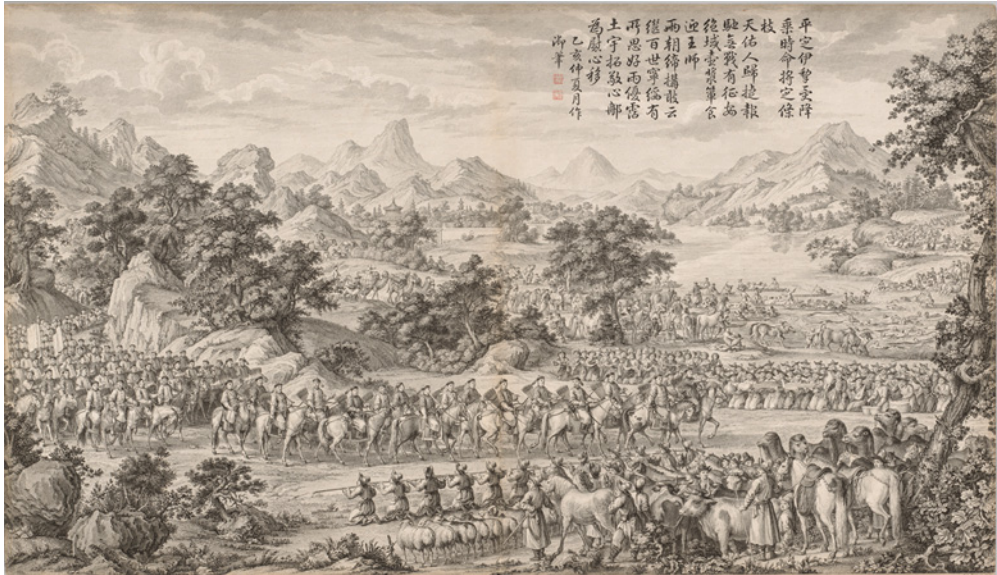 平定伊犁受降
乘時命將定條
枝
天佑人歸捷報
馳無戰有征安
絕域壺漿簞食
迎王師
兩朝締搆敢云
繼百世寧綏有
所思好雨優霑
土宇拓敬心那
為慰心移
乙亥仲夏月作
御筆